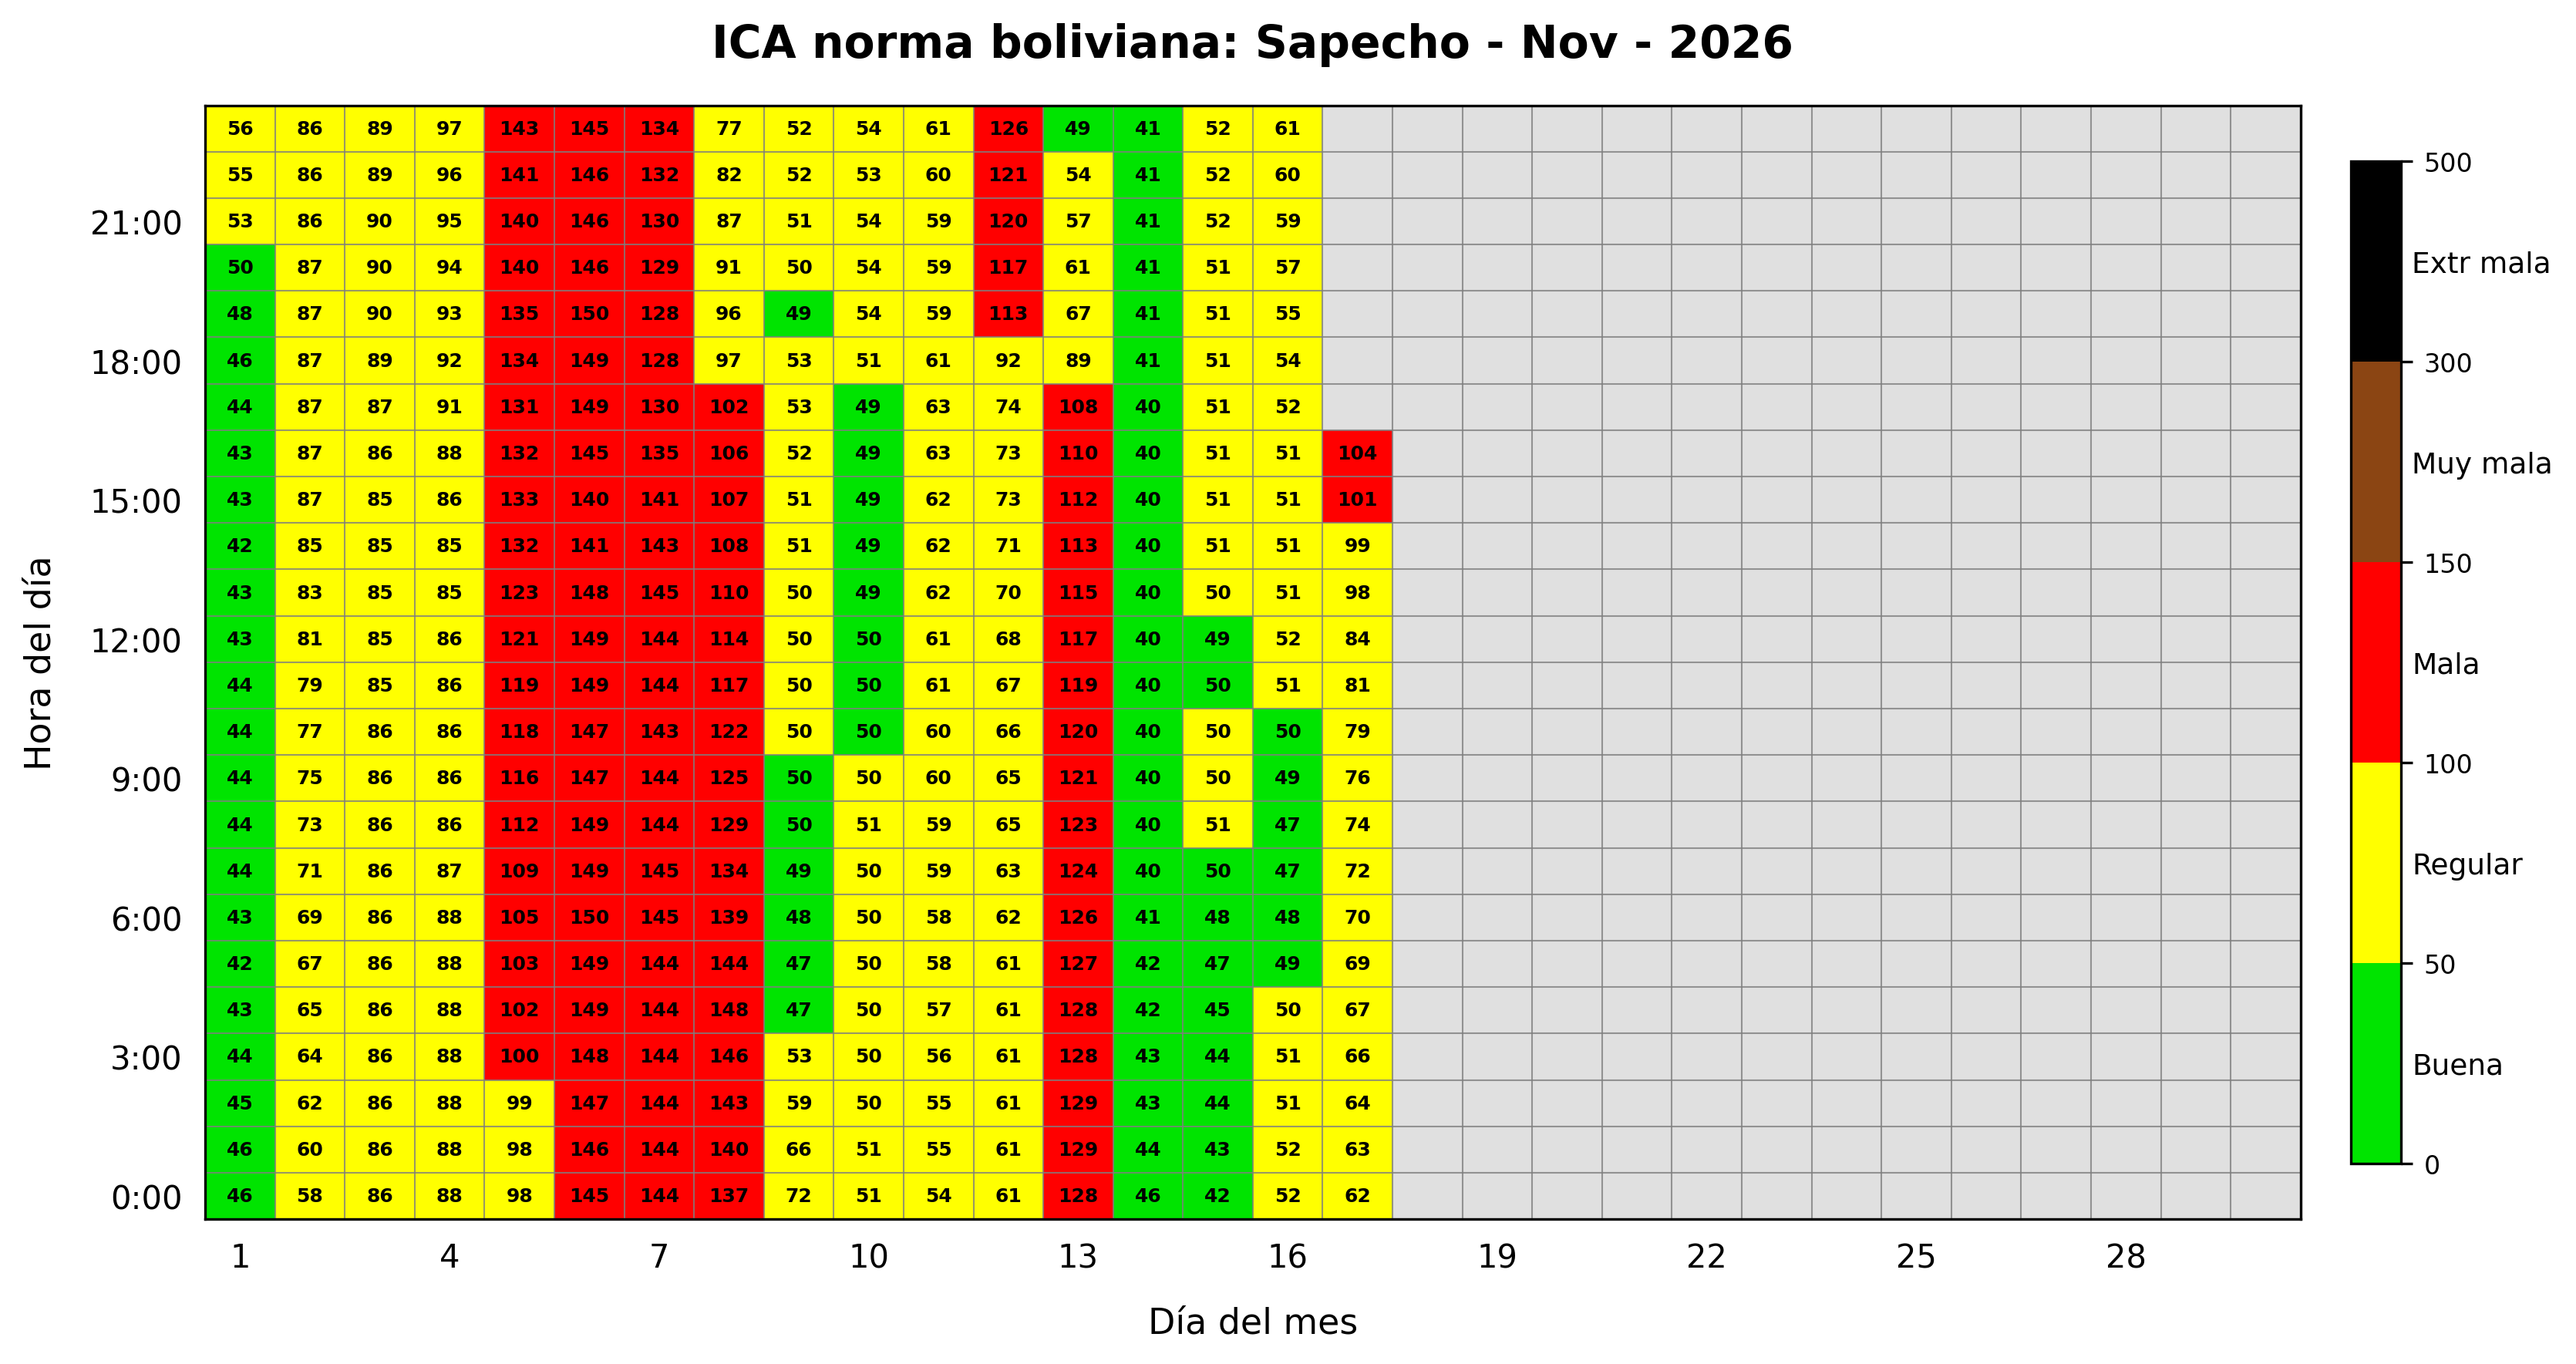 ICA norma boliviana: Sapecho - Nov - 2026
56 86 89 97 143 145 134 77 52 54 61 126 49 41 52 61
55 86 89 96 141 146 132 82 52 53 60 121 54 41 52 60
21:00 53 86 90 95 140 146 130 87 51 54 59 120 57 41 52 59
50 87 90 94 140 146 129 91 50 54 59 117 61 41 51 57
48 87 90 93 135 150 128 96 49 54 59 113 67 41 51 55
18:00 46 87 89 92 134 149 128 97 53 51 61 92 89 41 51 54
44 87 87 91 131 149 130 102 53 49 63 74 108 40 51 52
43 87 86 88 132 145 135 106 52 49 63 73 110 40 51 51 104
15:00 43 87 85 86 133 140 141 107 51 49 62 73 112 40 51 51 101
42 85 85 85 132 141 143 108 51 49 62 71 113 40 51 51 99
43 83 85 85 123 148 145 110 50 49 62 70 115 40 50 51 98
12:00 43 81 85 86 121 149 144 114 50 50 61 68 117 40 49 52 84
44 79 85 86 119 149 144 117 50 50 61 67 119 40 50 51 81
44 77 86 86 118 147 143 122 50 50 60 66 120 40 50 50 79
9:00 44 75 86 86 116 147 144 125 50 50 60 65 121 40 50 49 76
44 73 86 86 112 149 144 129 50 51 59 65 123 40 51 47 74
44 71 86 87 109 149 145 134 49 50 59 63 124 40 50 47 72
6:00 43 69 86 88 105 150 145 139 48 50 58 62 126 41 48 48 70
42 67 86 88 103 149 144 144 47 50 58 61 127 42 47 49 69
43 65 86 88 102 149 144 148 47 50 57 61 128 42 45 50 67
3:00 44 64 86 88 100 148 144 146 53 50 56 61 128 43 44 51 66
45 62 86 88 99 147 144 143 59 50 55 61 129 43 44 51 64
46 60 86 88 98 146 144 140 66 51 55 61 129 44 43 52 63
0:00 46 58 86 88 98 145 144 137 72 51 54 61 128 46 42 52 62
1 4 7 10 13 16 19 22 25 28
Día del mes
Hora del día
500
Extr mala
300
Muy mala
150
Mala
100
Regular
50
Buena
0